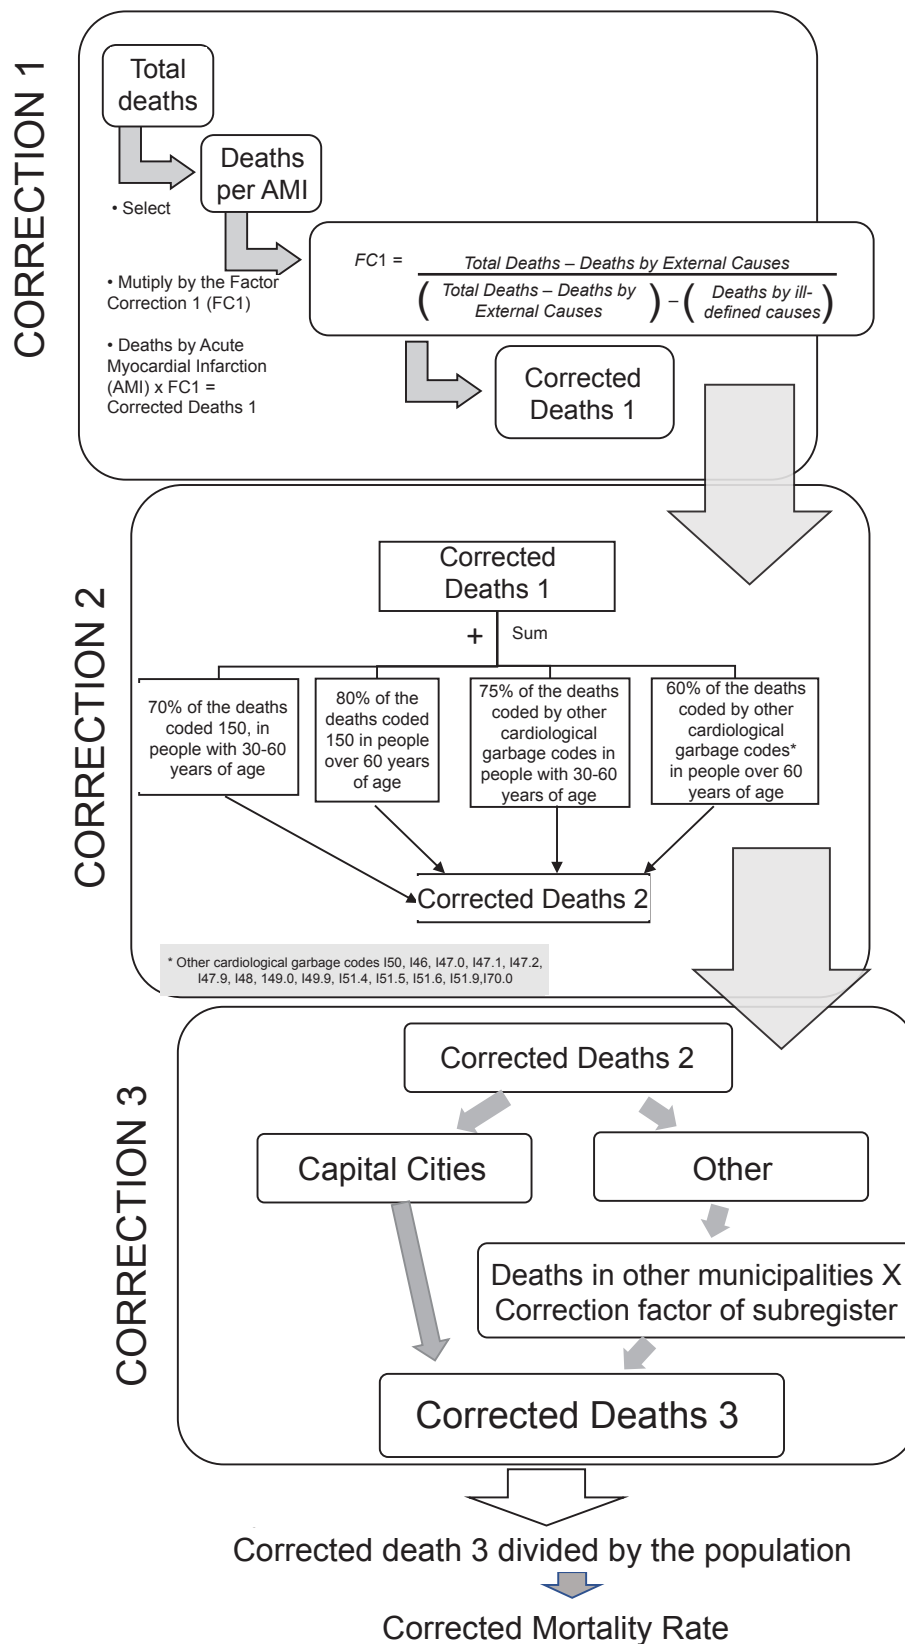 CORRECTION 1
Total
deaths
• Select
Deaths
per AMI
• Mutiply by the Factor
Correction 1 (FC1)
• Deaths by Acute
Myocardial Infarction
(AMI) x FC1 =
Corrected Deaths 1
FC1 =
Total Deaths – Deaths by External Causes
( Total Deaths – Deaths by
External Causes ) – ( Deaths by ill-
defined causes )
Corrected
Deaths 1
CORRECTION 2
Corrected
Deaths 1
+ Sum
70% of the deaths
coded 150, in
people with 30-60
years of age
80% of the
deaths coded
150 in people
over 60 years
of age
75% of the deaths
coded by other
cardiological
garbage codes in
people with 30-60
years of age
60% of the deaths
coded by other
cardiological
garbage codes*
in people over 60
years of age
Corrected Deaths 2
* Other cardiological garbage codes I50, I46, I47.0, I47.1, I47.2,
I47.9, I48, 149.0, I49.9, I51.4, I51.5, I51.6, I51.9,I70.0
CORRECTION 3
Corrected Deaths 2
Capital Cities
Other
Deaths in other municipalities X
Correction factor of subregister
Corrected Deaths 3
Corrected death 3 divided by the population
Corrected Mortality Rate